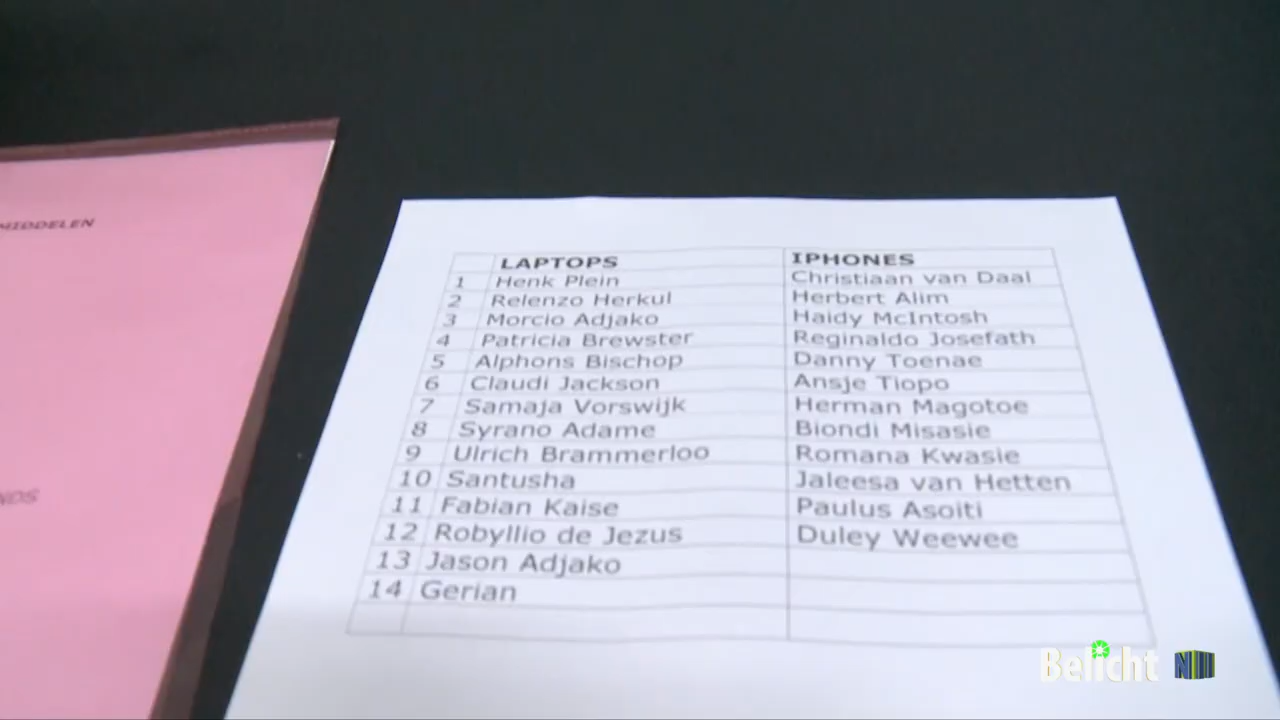 MIDDELEN
NDS
LAPTOPS IPHONES
1 Henk Plein Christiaan van Daal
2 Relenzo Herkul Herbert Alim
3 Morcio Adjako Haidy McIntosh
4 Patricia Brewster Reginaldo Josefath
5 Alphons Bischop Danny Toenae
6 Claudi Jackson Ansje Tiopo
7 Samaja Vorswijk Herman Magotoe
8 Syrano Adame Biondi Misasie
9 Ulrich Brammerloo Romana Kwasie
10 Santusha Jaleesa van Hetten
11 Fabian Kaise Paulus Asoiti
12 Robyllio de Jezus Duley Weewee
13 Jason Adjako
14 Gerian
Belicht N